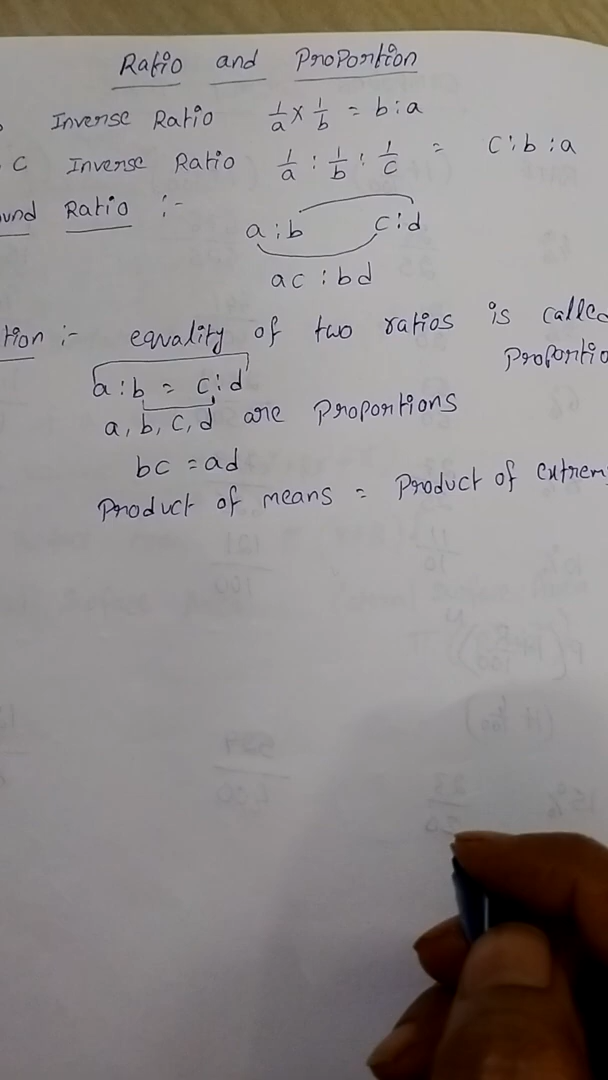 Ratio and Proportion
Inverse Ratio 1/a × 1/b = b:a
C Inverse Ratio 1/a : 1/b : 1/c = c:b:a
und Ratio :-
a:b c:d
ac:bd
tion :- equality of two ratios is called
Proportio
a:b = c:d
a, b, c, d are Proportions
bc = ad
Product of means = Product of extrem